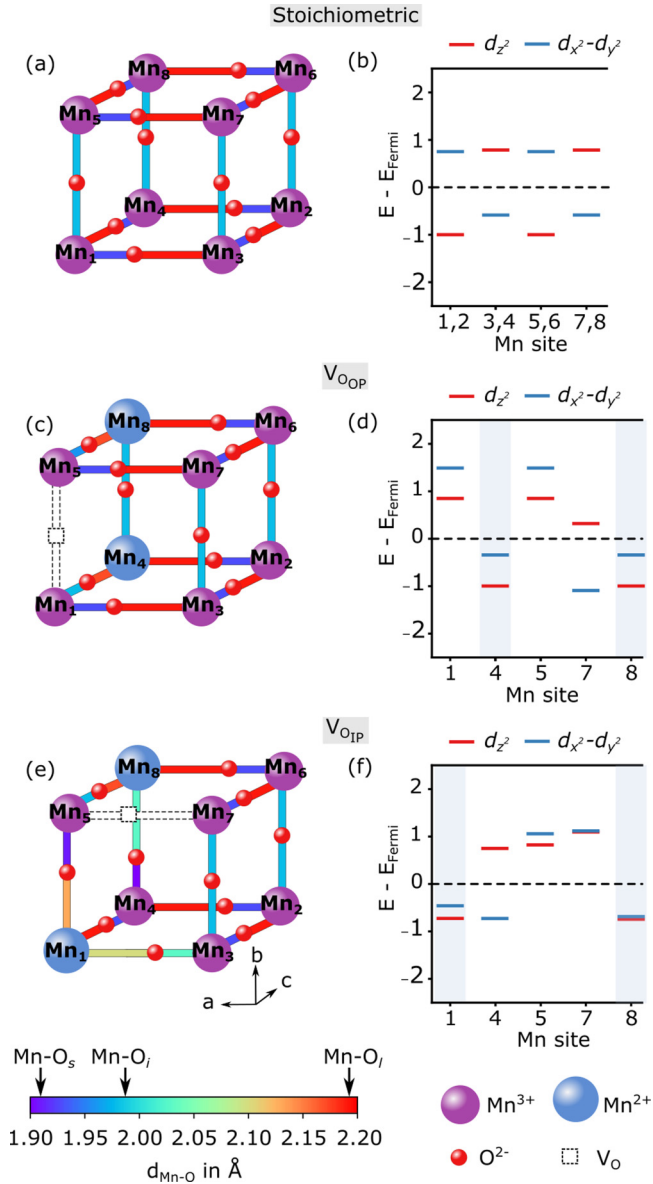 Stoichiometric
(a)
Mn8
Mn6
Mn5
Mn7
Mn4
Mn2
Mn1
Mn3
(b)
dz² dx²-dy²
E - EFermi
2
1
0
−1
−2
1,2 3,4 5,6 7,8
Mn site
VOOP
(c)
Mn8
Mn6
Mn5
Mn7
Mn4
Mn2
Mn1
Mn3
(d)
dz² dx²-dy²
E - EFermi
2
1
0
−1
−2
1 4 5 7 8
Mn site
VOIP
(e)
Mn8
Mn6
Mn5
Mn7
Mn4
Mn2
Mn1
Mn3
b
c
a
(f)
dz² dx²-dy²
E - EFermi
2
1
0
−1
−2
1 4 5 7 8
Mn site
Mn-Os Mn-Oi Mn-Ol
1.90 1.95 2.00 2.05 2.10 2.15 2.20
dMn-O in Å
Mn3+ Mn2+
O2- VO